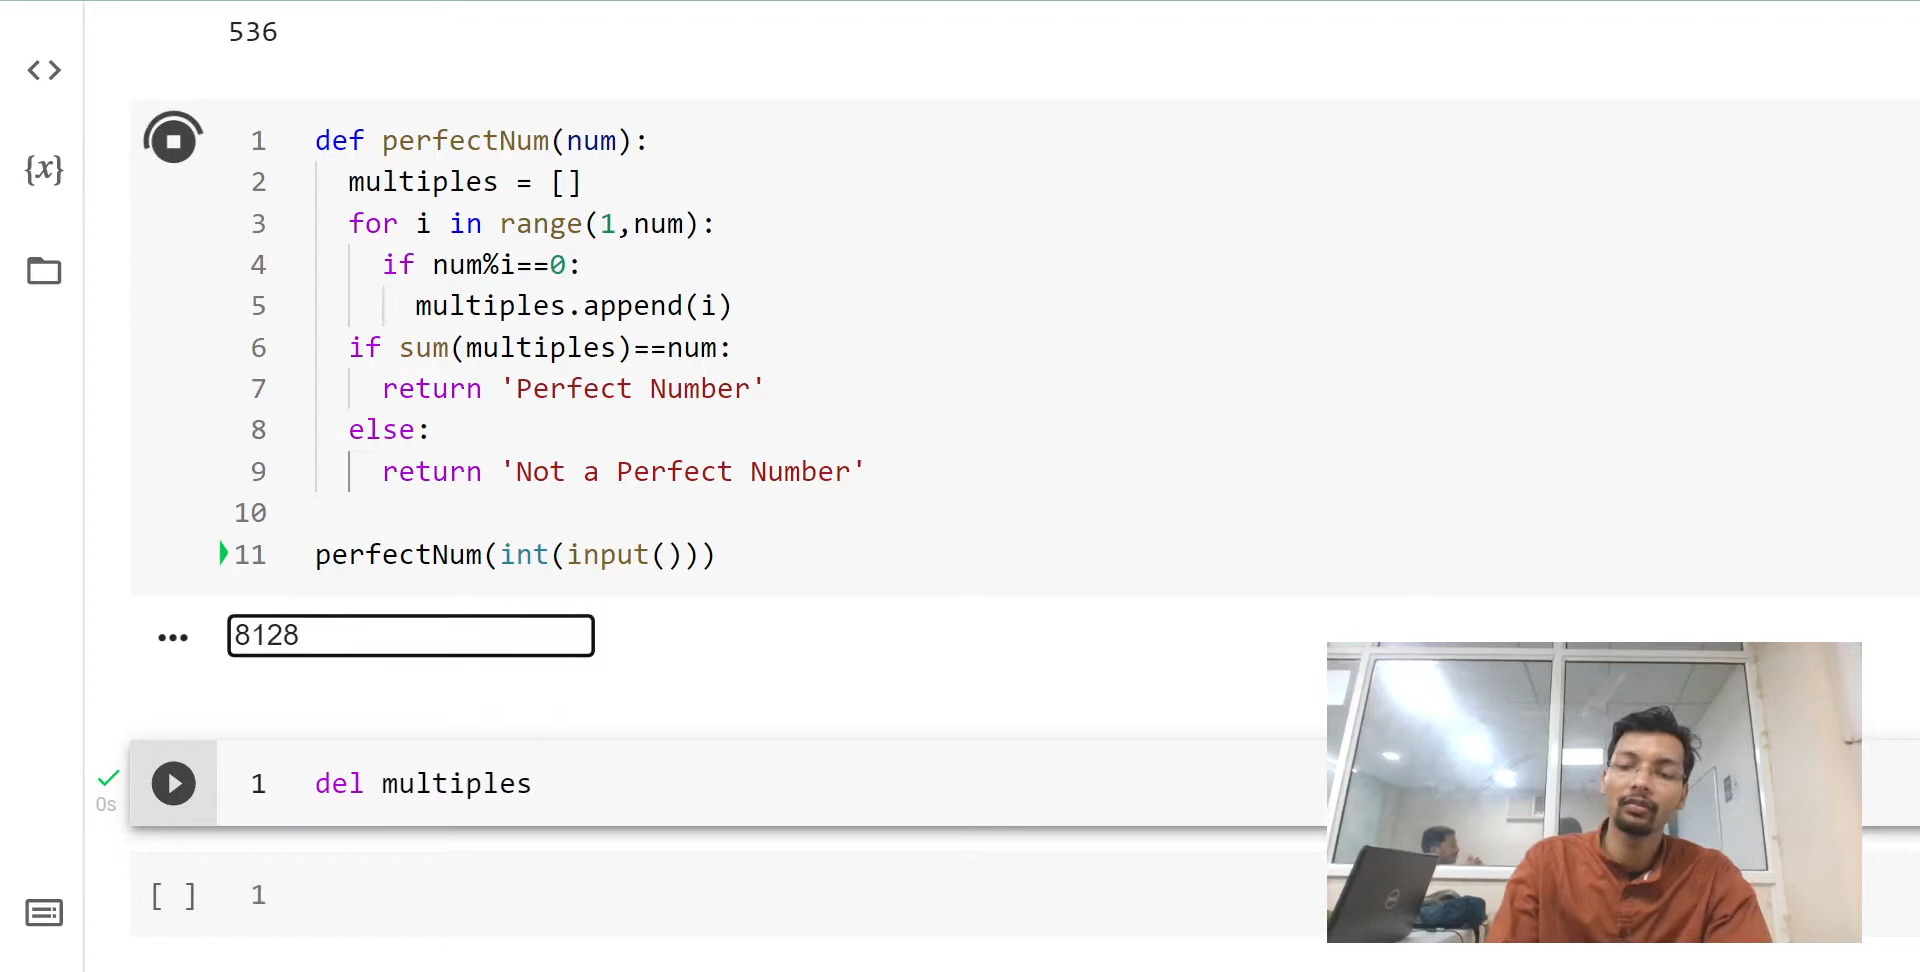 536
<>
{x}
1 def perfectNum(num):
2 multiples = []
3 for i in range(1,num):
4 if num%i==0:
5 multiples.append(i)
6 if sum(multiples)==num:
7 return 'Perfect Number'
8 else:
9 return 'Not a Perfect Number'
10
11 perfectNum(int(input()))
8128
1 del multiples
0s
[ ] 1